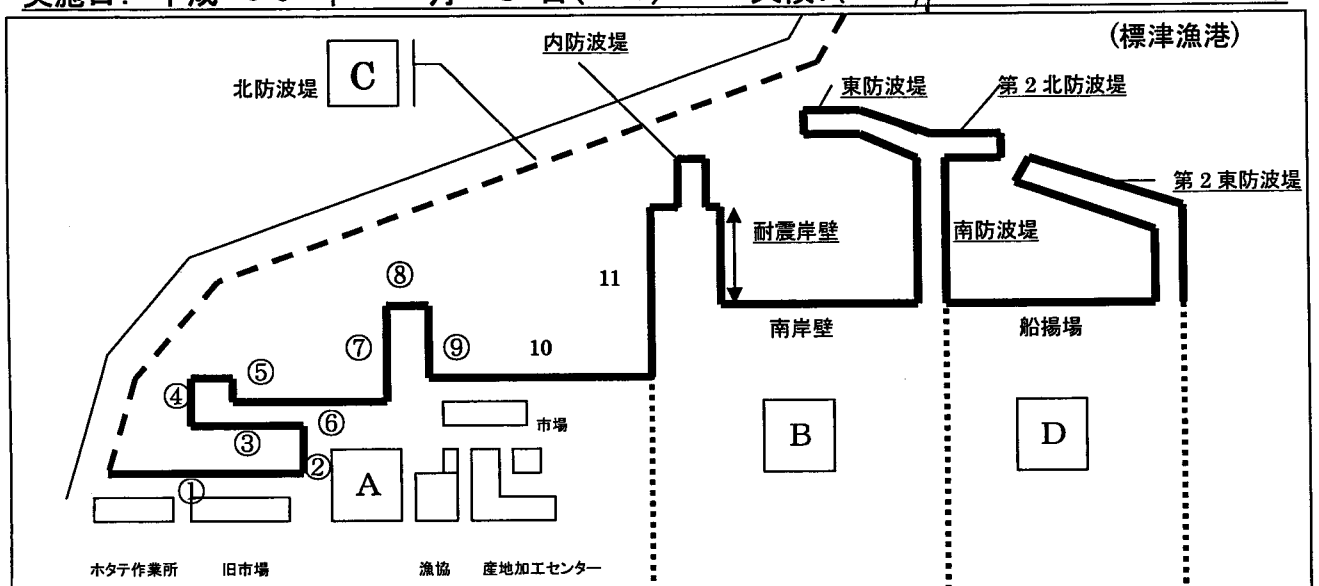 (標津漁港)
内防波堤
C
北防波堤
東防波堤
第2北防波堤
第2東防波堤
耐震岸壁
南防波堤
⑧
11
南岸壁
船揚場
⑦
⑨
10
⑤
④
⑥
市場
③
②
A
B
D
①
ホタテ作業所
旧市場
漁協
産地加工センター